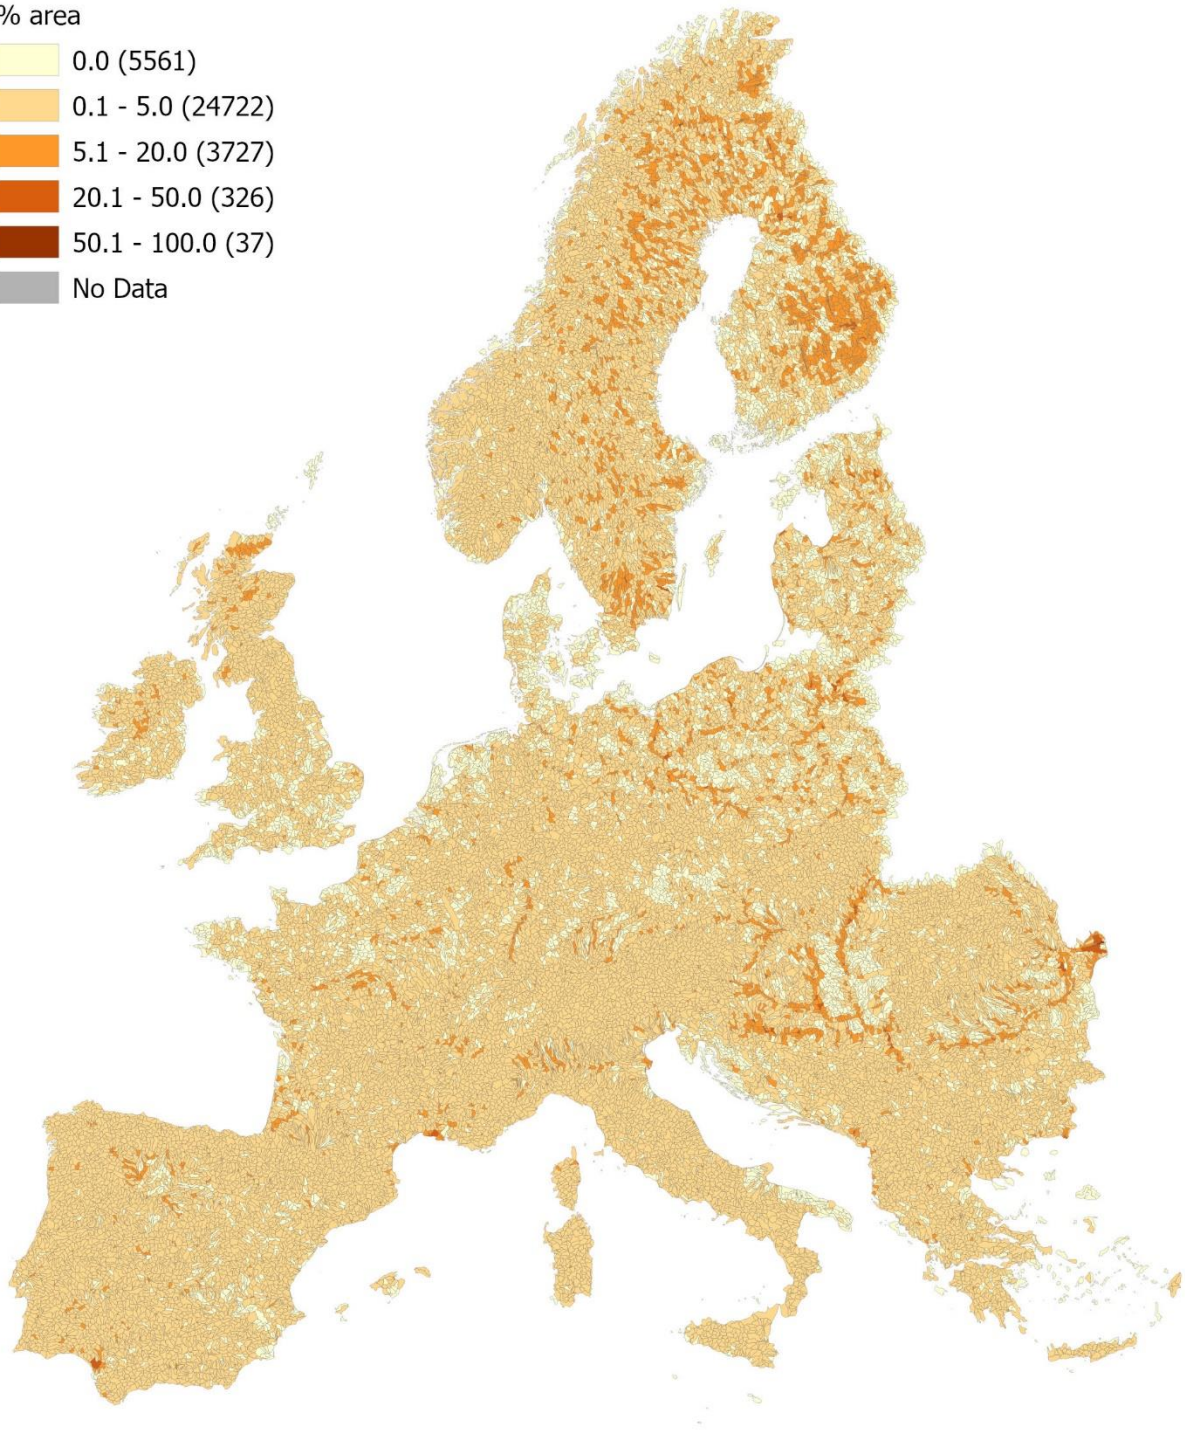 % area
0.0 (5561)
0.1 - 5.0 (24722)
5.1 - 20.0 (3727)
20.1 - 50.0 (326)
50.1 - 100.0 (37)
No Data